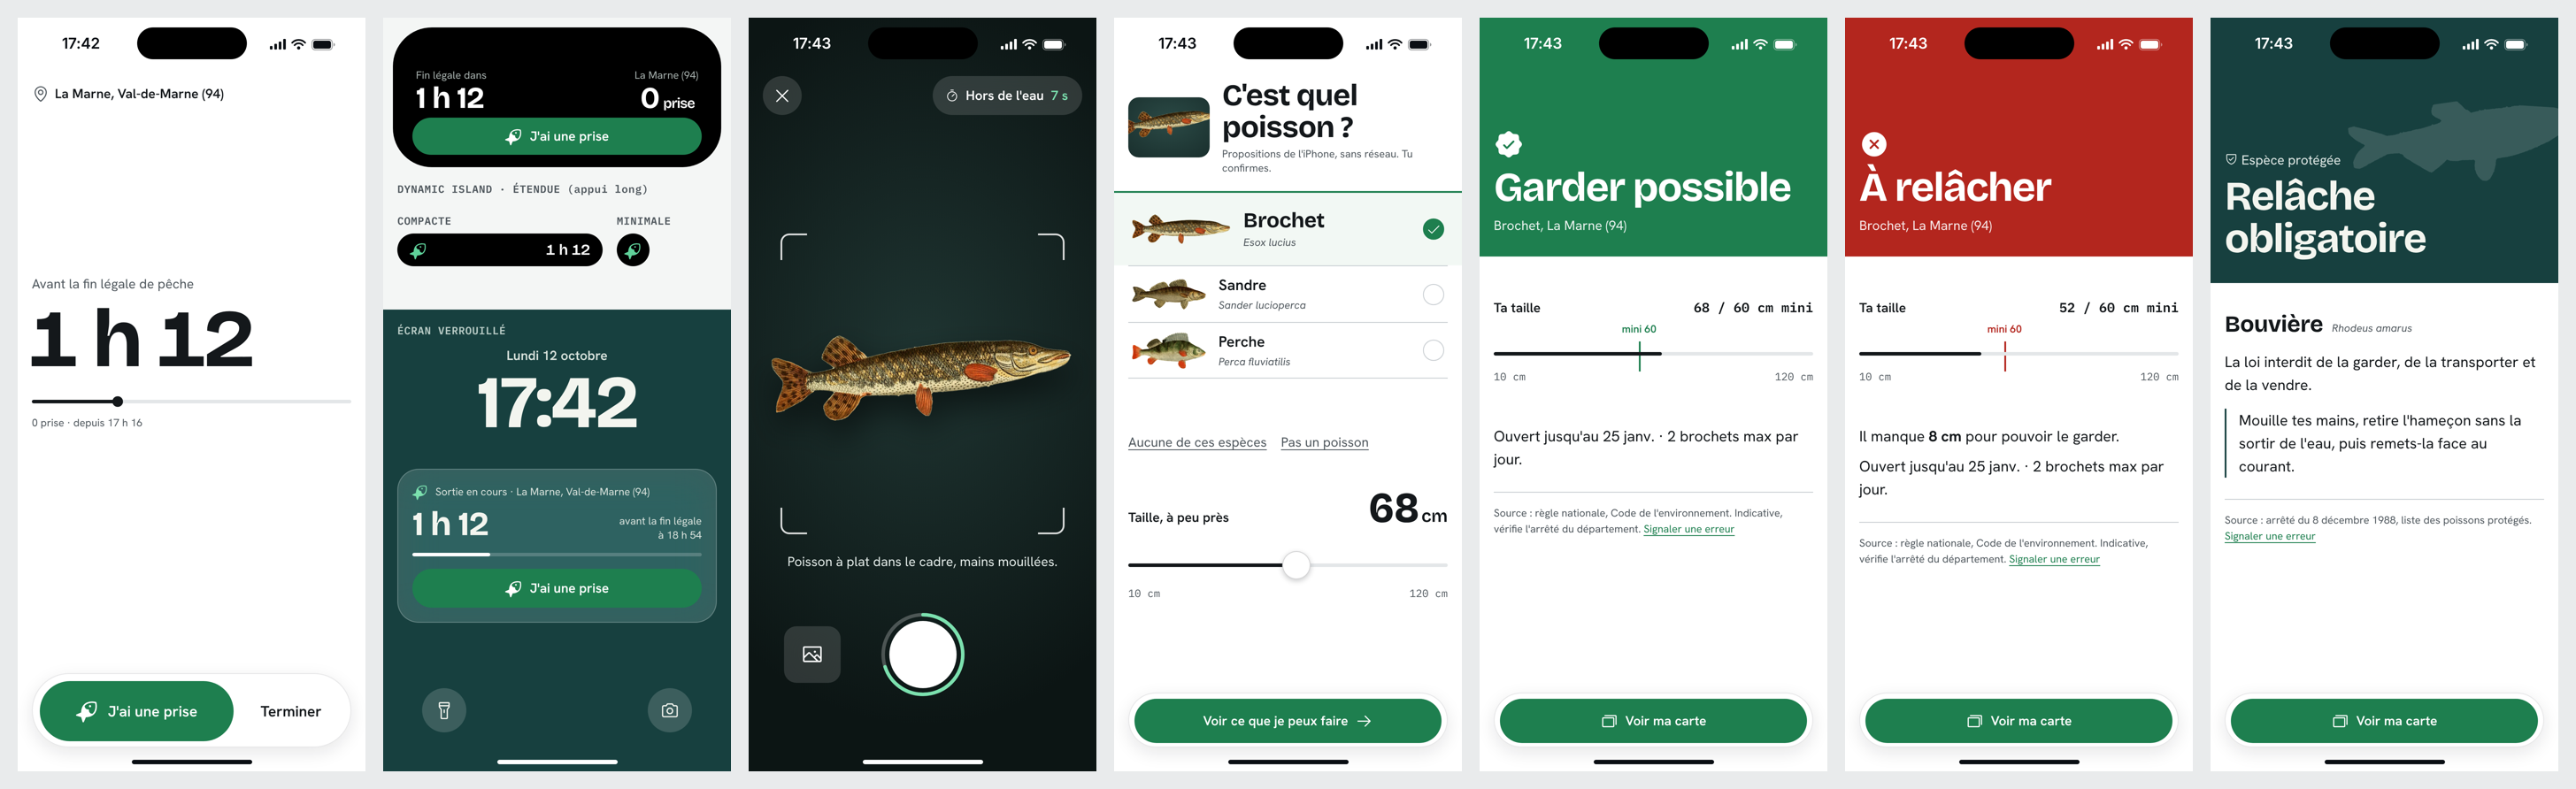 17:42
La Marne, Val-de-Marne (94)
Avant la fin légale de pêche
1 h 12
0 prise · depuis 17 h 16
J'ai une prise
Terminer
Fin légale dans
La Marne (94)
1 h 12
0 prise
J'ai une prise
DYNAMIC ISLAND · ÉTENDUE (appui long)
COMPACTE
MINIMALE
1 h 12
ÉCRAN VERROUILLÉ
Lundi 12 octobre
17:42
Sortie en cours · La Marne, Val-de-Marne (94)
1 h 12
avant la fin légale
à 18 h 54
J'ai une prise
17:43
Hors de l'eau 7 s
Poisson à plat dans le cadre, mains mouillées.
17:43
C'est quel
poisson ?
Propositions de l'iPhone, sans réseau. Tu
confirmes.
Brochet
Esox lucius
Sandre
Sander lucioperca
Perche
Perca fluviatilis
Aucune de ces espèces
Pas un poisson
Taille, à peu près
68 cm
10 cm
120 cm
Voir ce que je peux faire
17:43
Garder possible
Brochet, La Marne (94)
Ta taille
68 / 60 cm mini
mini 60
10 cm
120 cm
Ouvert jusqu'au 25 janv. · 2 brochets max par
jour.
Source : règle nationale, Code de l'environnement. Indicative,
vérifie l'arrêté du département. Signaler une erreur
Voir ma carte
17:43
À relâcher
Brochet, La Marne (94)
Ta taille
52 / 60 cm mini
mini 60
10 cm
120 cm
Il manque 8 cm pour pouvoir le garder.
Ouvert jusqu'au 25 janv. · 2 brochets max par
jour.
Source : règle nationale, Code de l'environnement. Indicative,
vérifie l'arrêté du département. Signaler une erreur
Voir ma carte
17:43
Espèce protégée
Relâche
obligatoire
Bouvière
Rhodeus amarus
La loi interdit de la garder, de la transporter et
de la vendre.
Mouille tes mains, retire l'hameçon sans la
sortir de l'eau, puis remets-la face au
courant.
Source : arrêté du 8 décembre 1988, liste des poissons protégés.
Signaler une erreur
Voir ma carte